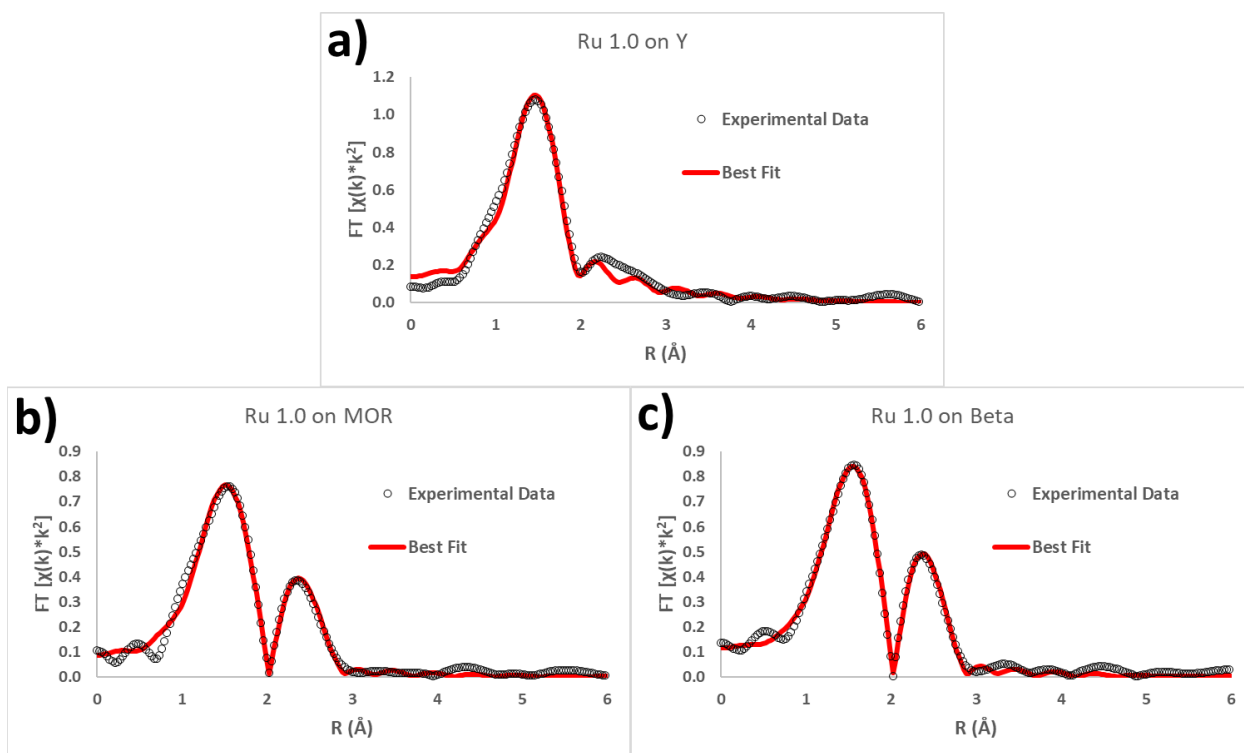 a)
Ru 1.0 on Y
1.2
1.0
0.8
0.6
0.4
0.2
0.0
FT [χ(k)*k²]
Experimental Data
Best Fit
0 1 2 3 4 5 6
R (Å)
b)
Ru 1.0 on MOR
0.9
0.8
0.7
0.6
0.5
0.4
0.3
0.2
0.1
0.0
FT [χ(k)*k²]
Experimental Data
Best Fit
0 1 2 3 4 5 6
R (Å)
c)
Ru 1.0 on Beta
0.9
0.8
0.7
0.6
0.5
0.4
0.3
0.2
0.1
0.0
FT [χ(k)*k²]
Experimental Data
Best Fit
0 1 2 3 4 5 6
R (Å)